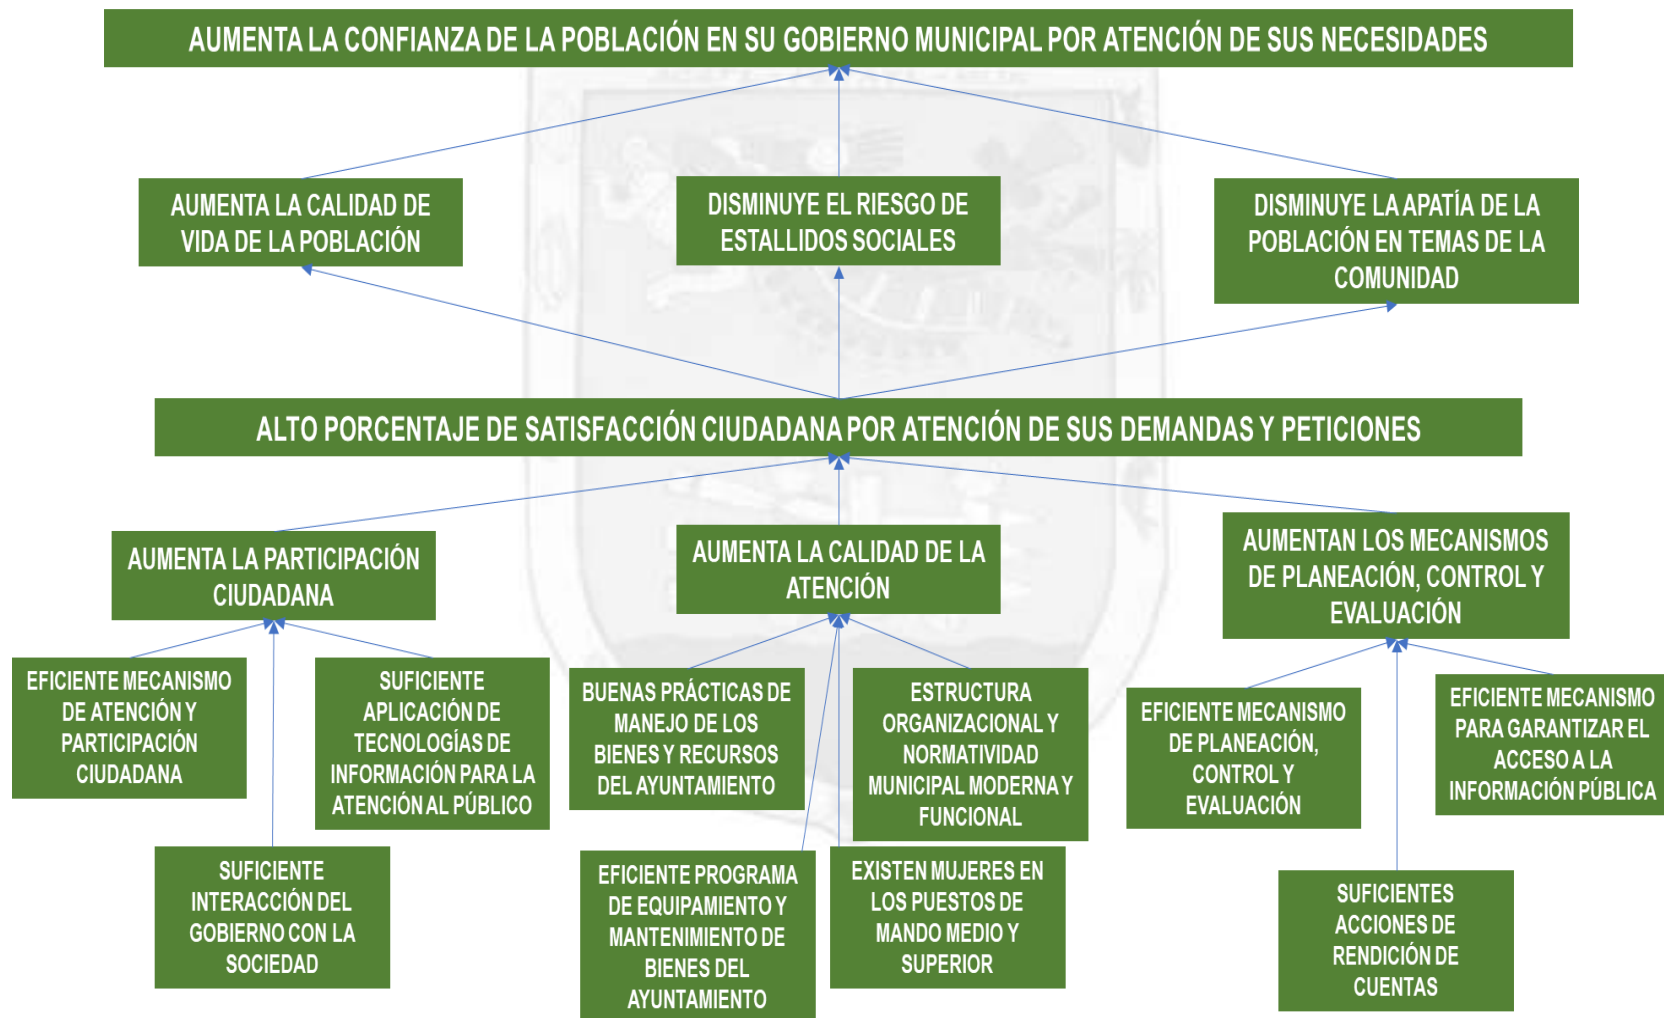 AUMENTA LA CONFIANZA DE LA POBLACIÓN EN SU GOBIERNO MUNICIPAL POR ATENCIÓN DE SUS NECESIDADES
AUMENTA LA CALIDAD DE
VIDA DE LA POBLACIÓN
DISMINUYE EL RIESGO DE
ESTALLIDOS SOCIALES
DISMINUYE LA APATÍA DE LA
POBLACIÓN EN TEMAS DE LA
COMUNIDAD
ALTO PORCENTAJE DE SATISFACCIÓN CIUDADANA POR ATENCIÓN DE SUS DEMANDAS Y PETICIONES
AUMENTA LA PARTICIPACIÓN
CIUDADANA
AUMENTA LA CALIDAD DE LA
ATENCIÓN
AUMENTAN LOS MECANISMOS
DE PLANEACIÓN, CONTROL Y
EVALUACIÓN
EFICIENTE MECANISMO
DE ATENCIÓN Y
PARTICIPACIÓN
CIUDADANA
SUFICIENTE
APLICACIÓN DE
TECNOLOGÍAS DE
INFORMACIÓN PARA LA
ATENCIÓN AL PÚBLICO
BUENAS PRÁCTICAS DE
MANEJO DE LOS
BIENES Y RECURSOS
DEL AYUNTAMIENTO
ESTRUCTURA
ORGANIZACIONAL Y
NORMATIVIDAD
MUNICIPAL MODERNA Y
FUNCIONAL
EFICIENTE MECANISMO
DE PLANEACIÓN,
CONTROL Y
EVALUACIÓN
EFICIENTE MECANISMO
PARA GARANTIZAR EL
ACCESO A LA
INFORMACIÓN PÚBLICA
SUFICIENTE
INTERACCIÓN DEL
GOBIERNO CON LA
SOCIEDAD
EFICIENTE PROGRAMA
DE EQUIPAMIENTO Y
MANTENIMIENTO DE
BIENES DEL
AYUNTAMIENTO
EXISTEN MUJERES EN
LOS PUESTOS DE
MANDO MEDIO Y
SUPERIOR
SUFICIENTES
ACCIONES DE
RENDICIÓN DE
CUENTAS